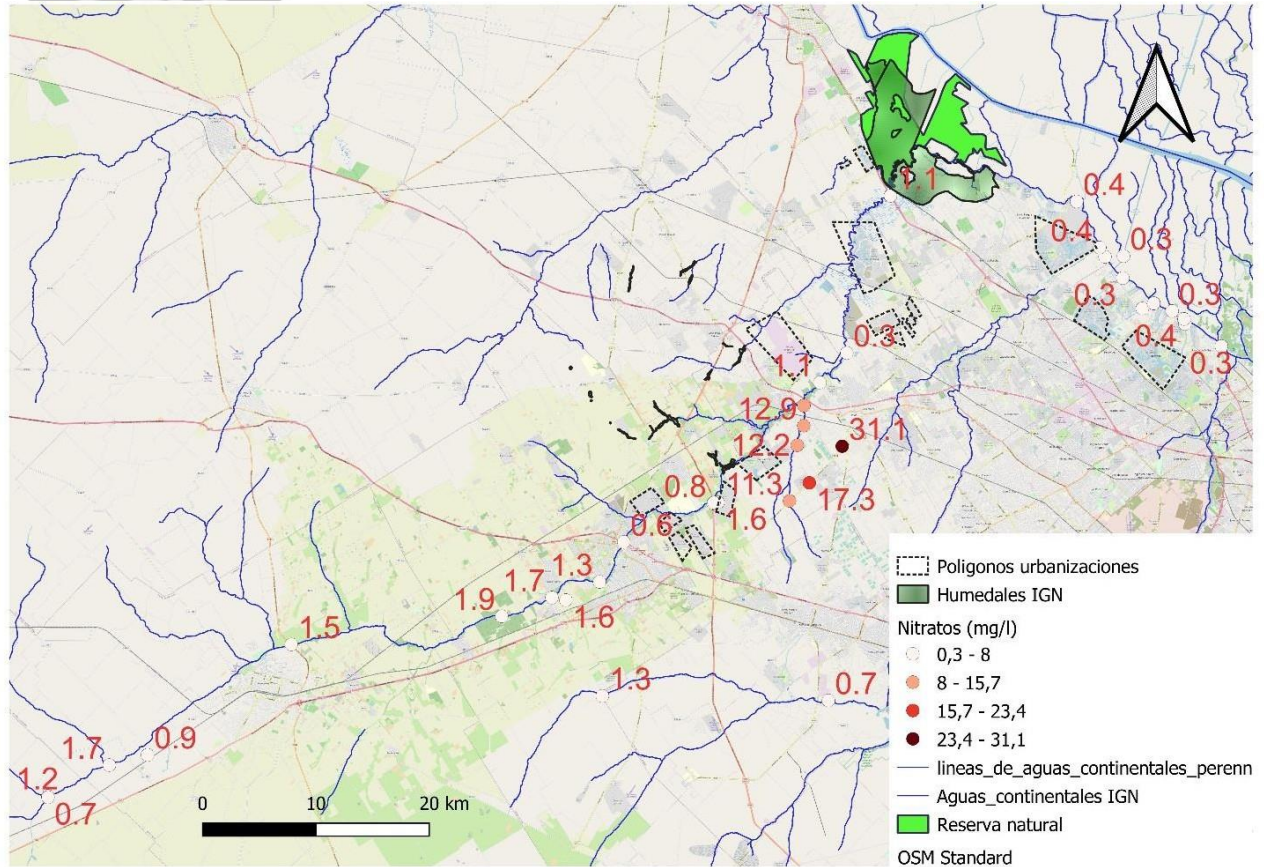 1.1
0.4
0.4
0.3
0.3
0.3
0.4
0.3
0.3
1.1
12.9
31.1
12.2
11.3
17.3
0.8
1.6
0.6
1.3
1.7
1.9
1.6
1.5
1.3
0.7
0.9
1.7
1.2
0.7
0 10 20 km
Poligonos urbanizaciones
Humedales IGN
Nitratos (mg/l)
0,3 - 8
8 - 15,7
15,7 - 23,4
23,4 - 31,1
lineas_de_aguas_continentales_perenn
Aguas_continentales IGN
Reserva natural
OSM Standard